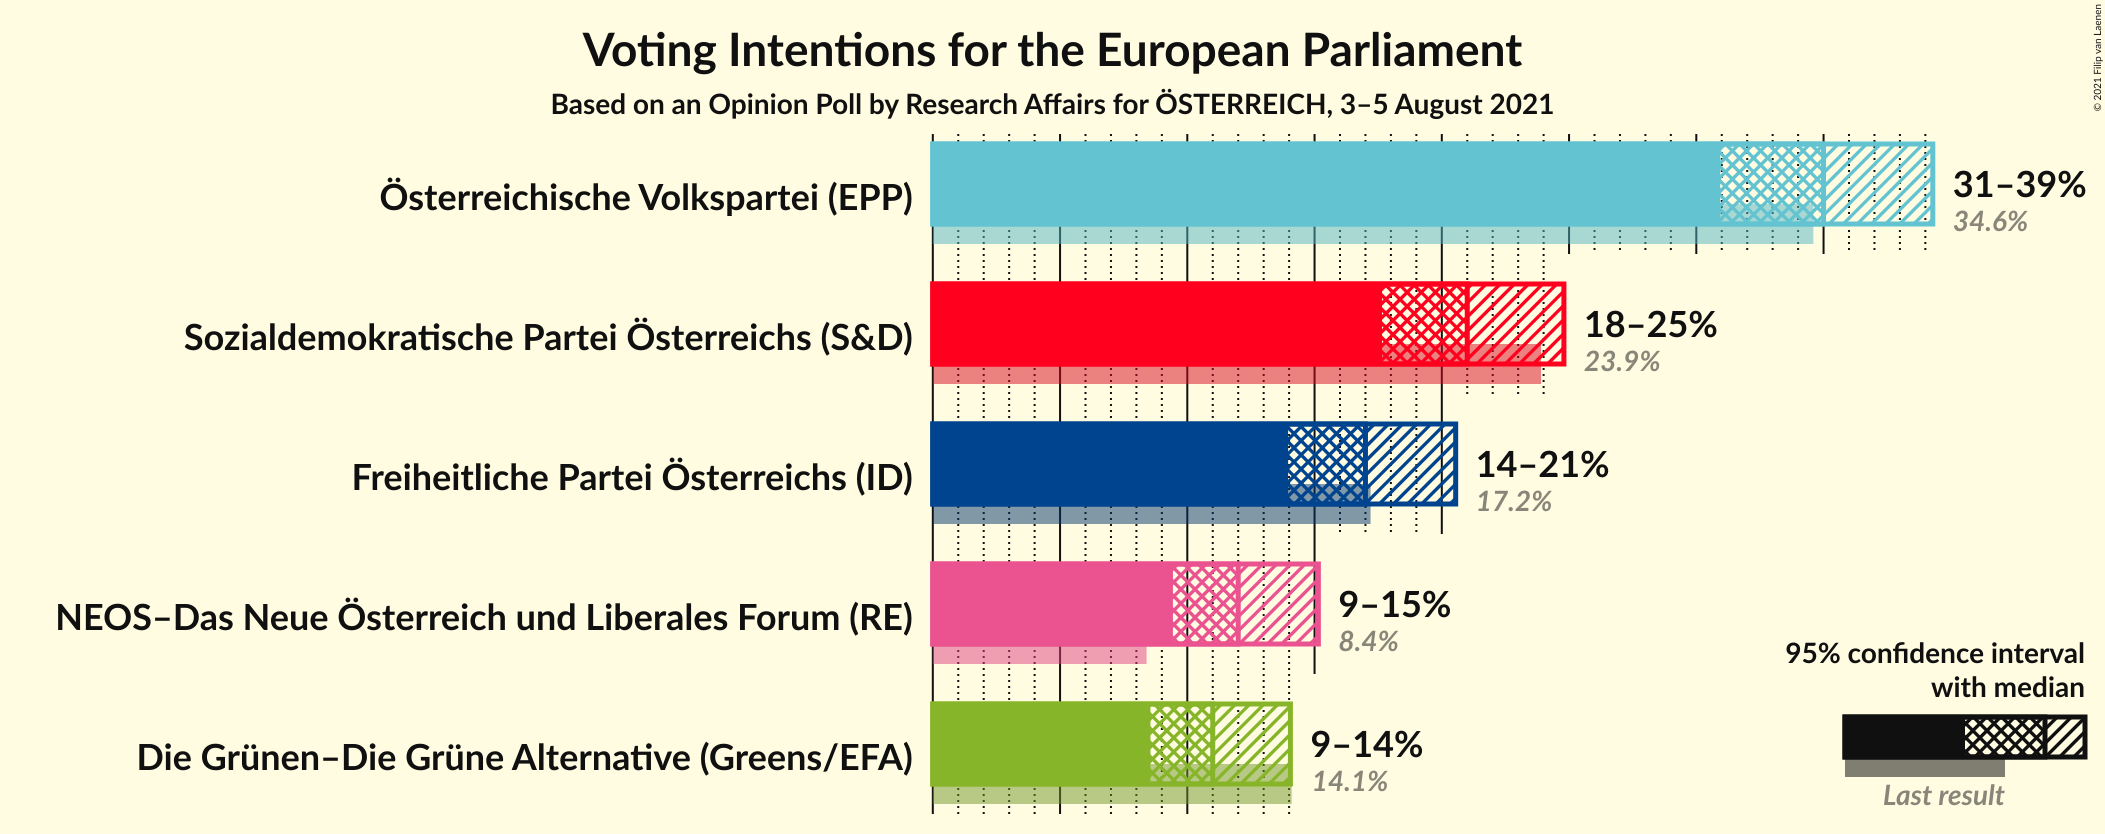 Voting Intentions for the European Parliament
Based on an Opinion Poll by Research Affairs for ÖSTERREICH, 3–5 August 2021
© 2021 Filip van Laenen
Österreichische Volkspartei (EPP)
31–39%
34.6%
Sozialdemokratische Partei Österreichs (S&D)
18–25%
23.9%
Freiheitliche Partei Österreichs (ID)
14–21%
17.2%
NEOS–Das Neue Österreich und Liberales Forum (RE)
9–15%
8.4%
Die Grünen–Die Grüne Alternative (Greens/EFA)
9–14%
14.1%
95% confidence interval
with median
Last result